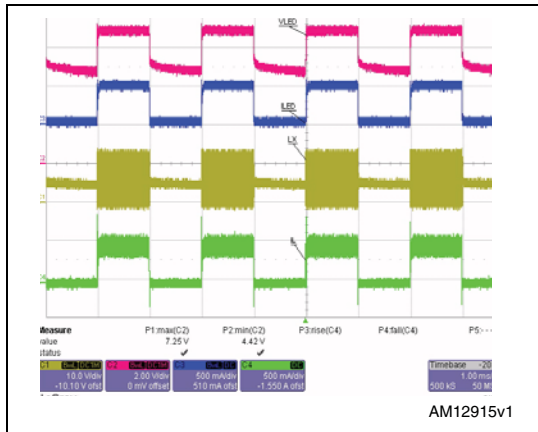 VLED
ILED
LX
IL
Measure P1:max(C2) P2:min(C2) P3:rise(C4) P4:fall(C4) P5:- - -
value 7.25 V 4.42 V
status
C1 C2 C3 C4 DC Timebase -20
10.0 V/div 2.00 V/div 500 mA/div 500 mA/div 1.00 ms/
-10.10 V ofst 0 mV offset 510 mA ofst -1.550 A ofst 500 kS 50 M
AM12915v1